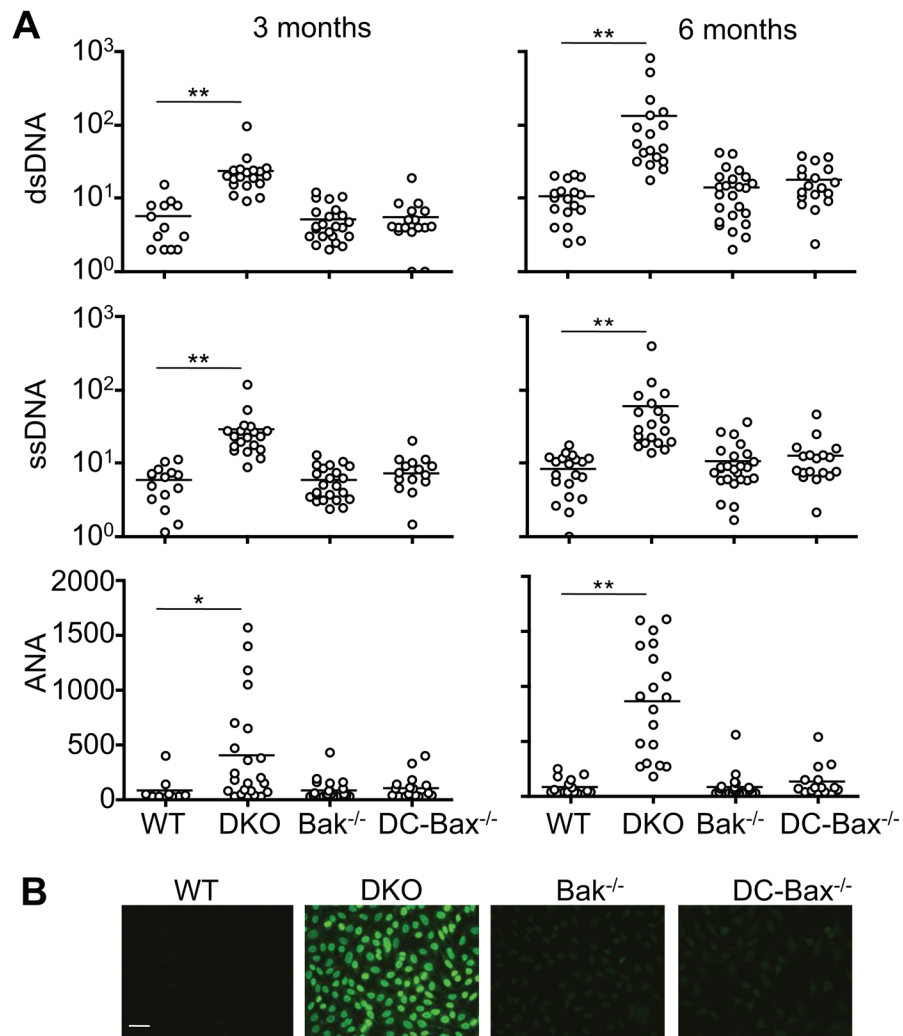 A
3 months
6 months
dsDNA
10³
10²
10¹
10⁰
**
**
ssDNA
10³
10²
10¹
10⁰
**
**
ANA
2000
1500
1000
500
0
*
**
WT DKO Bak⁻/⁻ DC-Bax⁻/⁻
WT DKO Bak⁻/⁻ DC-Bax⁻/⁻
B
WT DKO Bak⁻/⁻ DC-Bax⁻/⁻